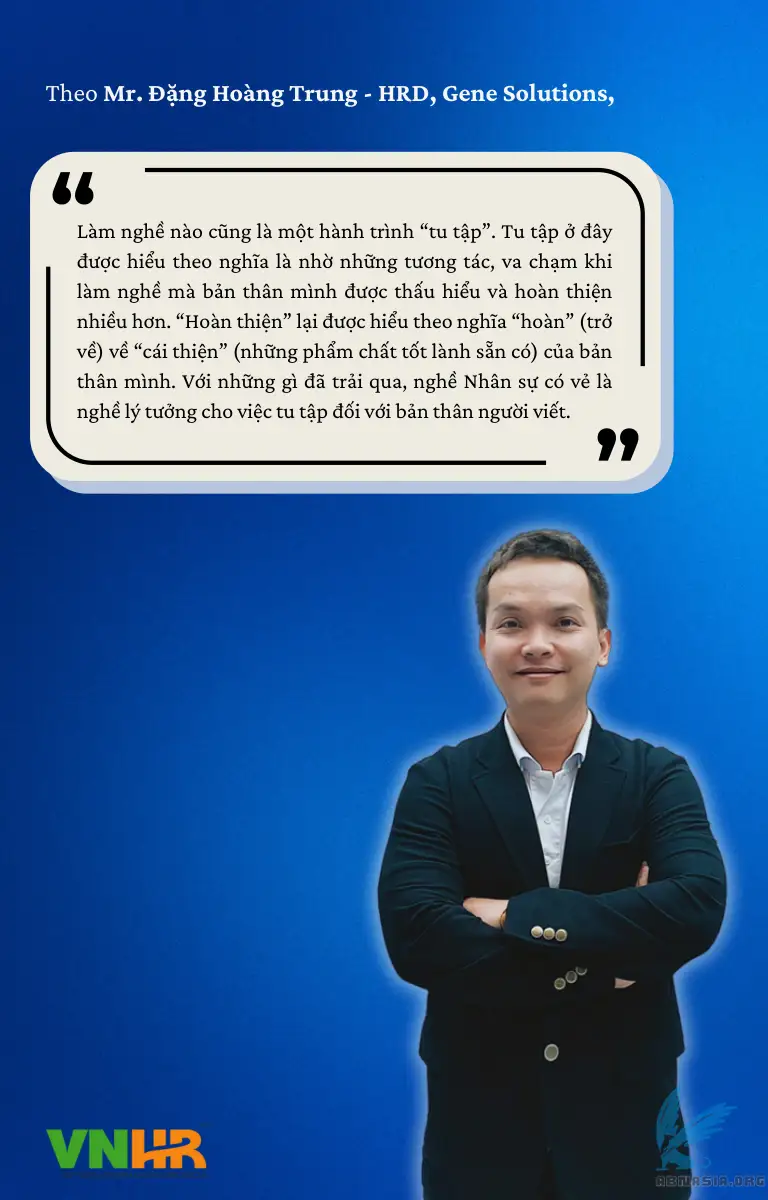 Theo Mr. Đặng Hoàng Trung - HRD, Gene Solutions,
“
Làm nghề nào cũng là một hành trình “tu tập”. Tu tập ở đây
được hiểu theo nghĩa là nhờ những tương tác, va chạm khi
làm nghề mà bản thân mình được thấu hiểu và hoàn thiện
nhiều hơn. “Hoàn thiện” lại được hiểu theo nghĩa “hoàn” (trở
về) về “cái thiện” (những phẩm chất tốt lành sẵn có) của bản
thân mình. Với những gì đã trải qua, nghề Nhân sự có vẻ là
nghề lý tưởng cho việc tu tập đối với bản thân người viết.
”
VNHR
ABNASIA.ORG